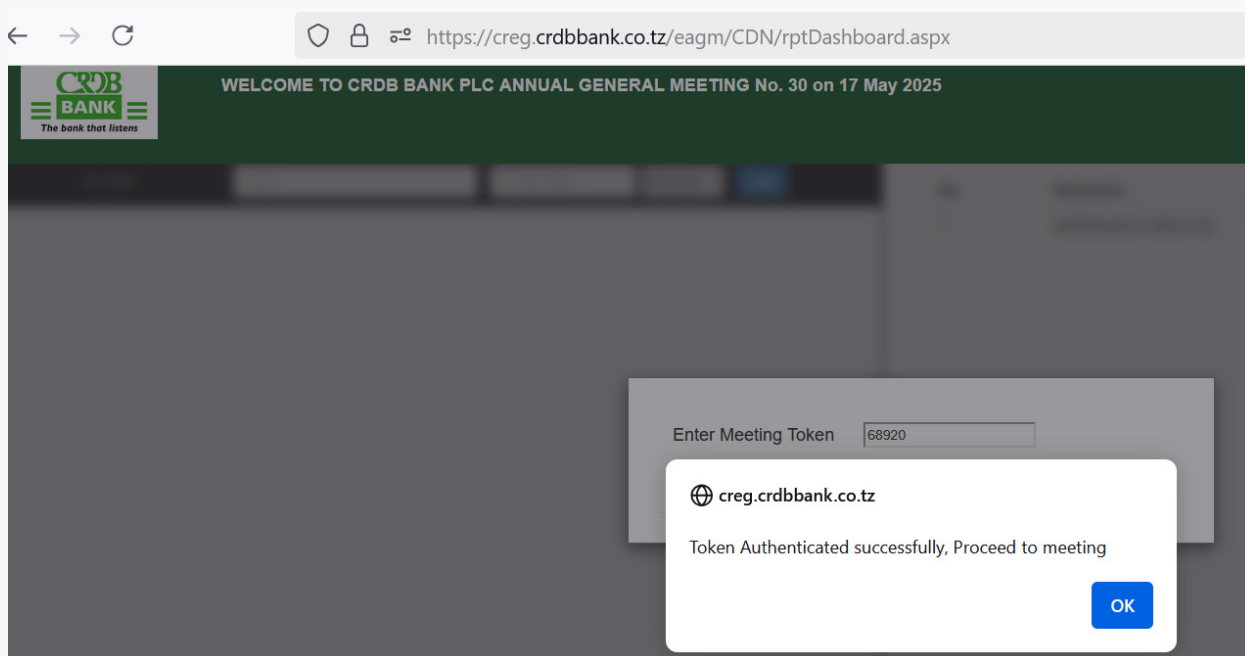 https://creg.crdbbank.co.tz/eagm/CDN/rptDashboard.aspx
CRDB
BANK
The bank that listens
WELCOME TO CRDB BANK PLC ANNUAL GENERAL MEETING No. 30 on 17 May 2025
Enter Meeting Token 68920
creg.crdbbank.co.tz
Token Authenticated successfully, Proceed to meeting
OK